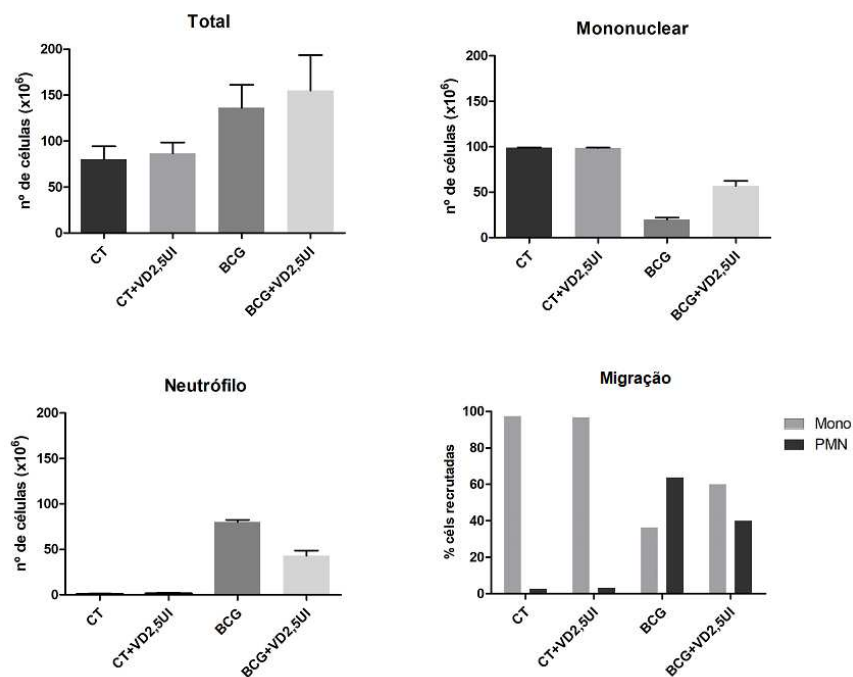 Total
nº de células (x10⁶)
200
150
100
50
0
CT
CT+VD2,5UI
BCG
BCG+VD2,5UI
Mononuclear
nº de células (x10⁶)
200
150
100
50
0
CT
CT+VD2,5UI
BCG
BCG+VD2,5UI
Neutrófilo
nº de células (x10⁶)
200
150
100
50
0
CT
CT+VD2,5UI
BCG
BCG+VD2,5UI
Migração
% céls recrutadas
100
80
60
40
20
0
CT
CT+VD2,5UI
BCG
BCG+VD2,5UI
Mono
PMN